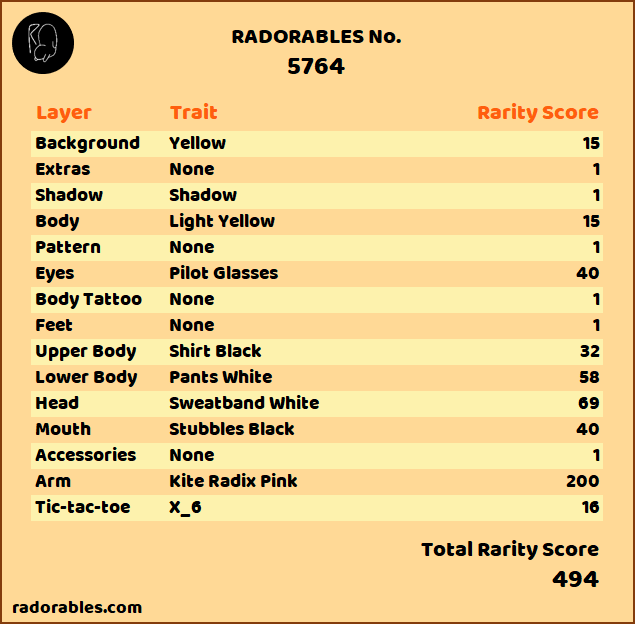 RADORABLES No.
5764
Layer Trait Rarity Score
Background Yellow 15
Extras None 1
Shadow Shadow 1
Body Light Yellow 15
Pattern None 1
Eyes Pilot Glasses 40
Body Tattoo None 1
Feet None 1
Upper Body Shirt Black 32
Lower Body Pants White 58
Head Sweatband White 69
Mouth Stubbles Black 40
Accessories None 1
Arm Kite Radix Pink 200
Tic-tac-toe X_6 16
Total Rarity Score
494
radorables.com